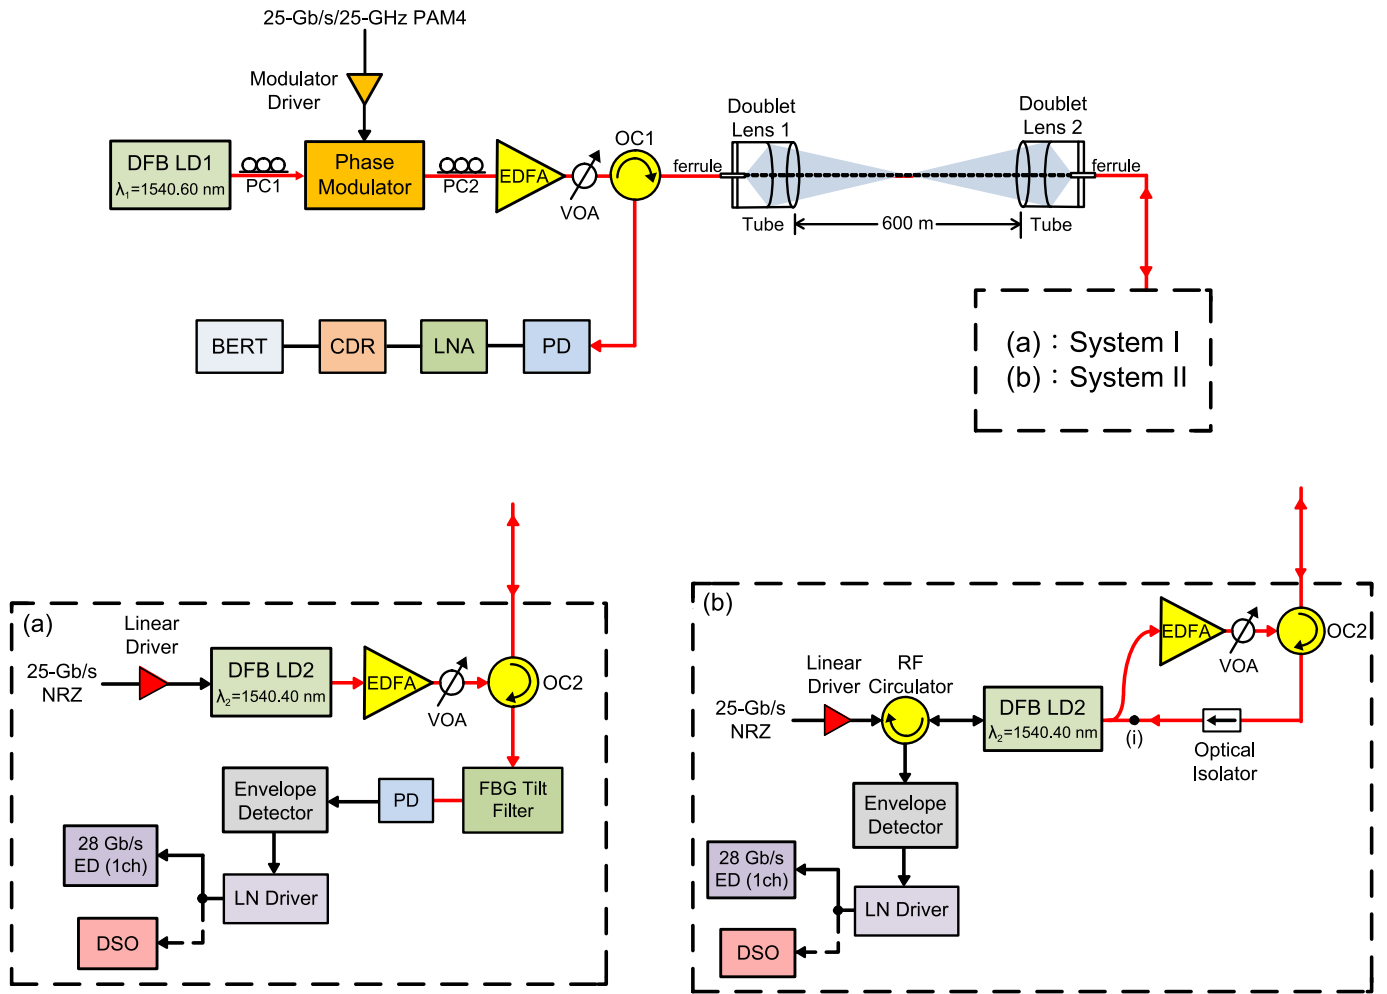 25-Gb/s/25-GHz PAM4
Modulator
Driver
DFB LD1
λ1=1540.60 nm
PC1
Phase
Modulator
PC2
EDFA
VOA
OC1
ferrule
Doublet
Lens 1
Tube
600 m
Doublet
Lens 2
Tube
ferrule
BERT
CDR
LNA
PD
(a) : System I
(b) : System II
(a)
Linear
Driver
25-Gb/s
NRZ
DFB LD2
λ2=1540.40 nm
EDFA
VOA
OC2
Envelope
Detector
PD
FBG Tilt
Filter
28 Gb/s
ED (1ch)
LN Driver
DSO
(b)
EDFA
VOA
OC2
Linear
Driver
RF
Circulator
25-Gb/s
NRZ
DFB LD2
λ2=1540.40 nm
(i)
Optical
Isolator
Envelope
Detector
28 Gb/s
ED (1ch)
LN Driver
DSO